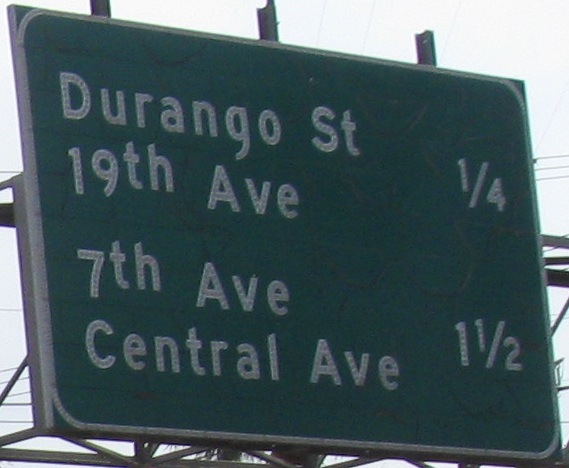 Durango St
19th Ave 1/4
7th Ave
Central Ave 1 1/2